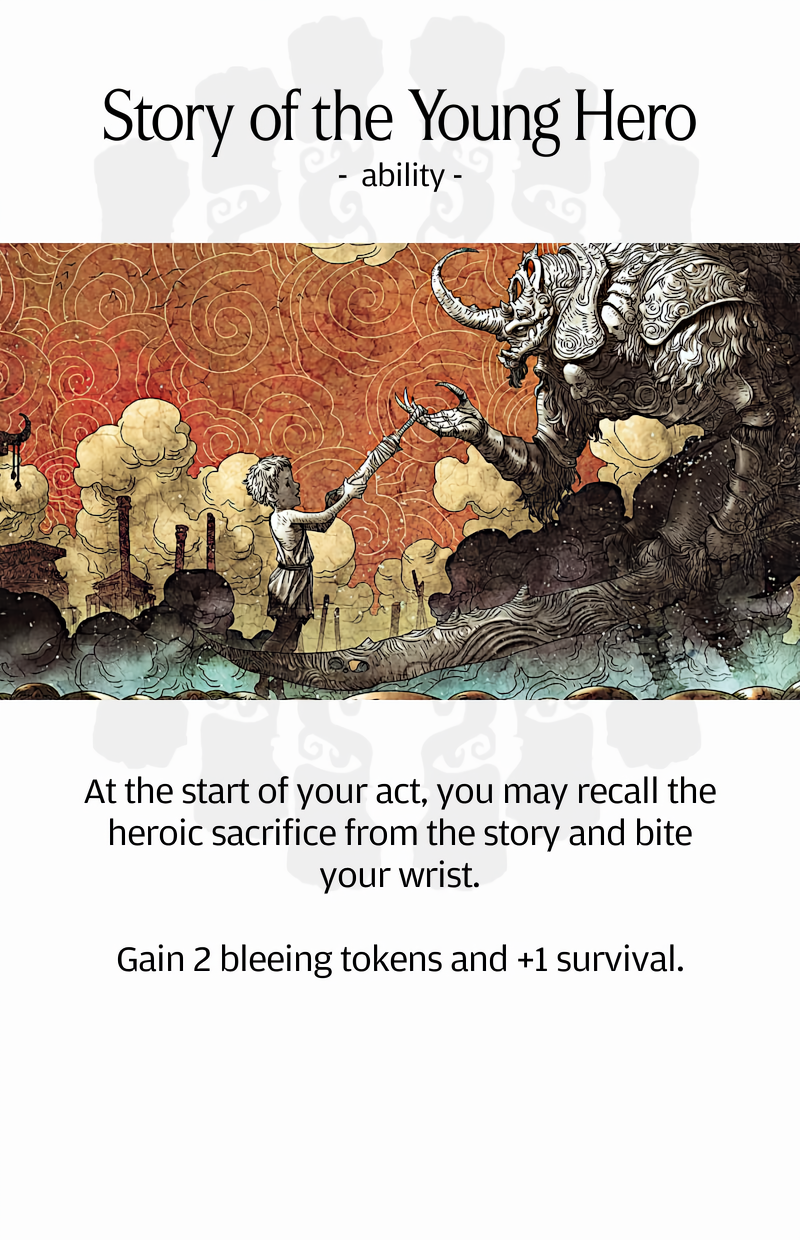 Story of the Young Hero
- ability -
At the start of your act, you may recall the
heroic sacrifice from the story and bite
your wrist.
Gain 2 bleeing tokens and +1 survival.